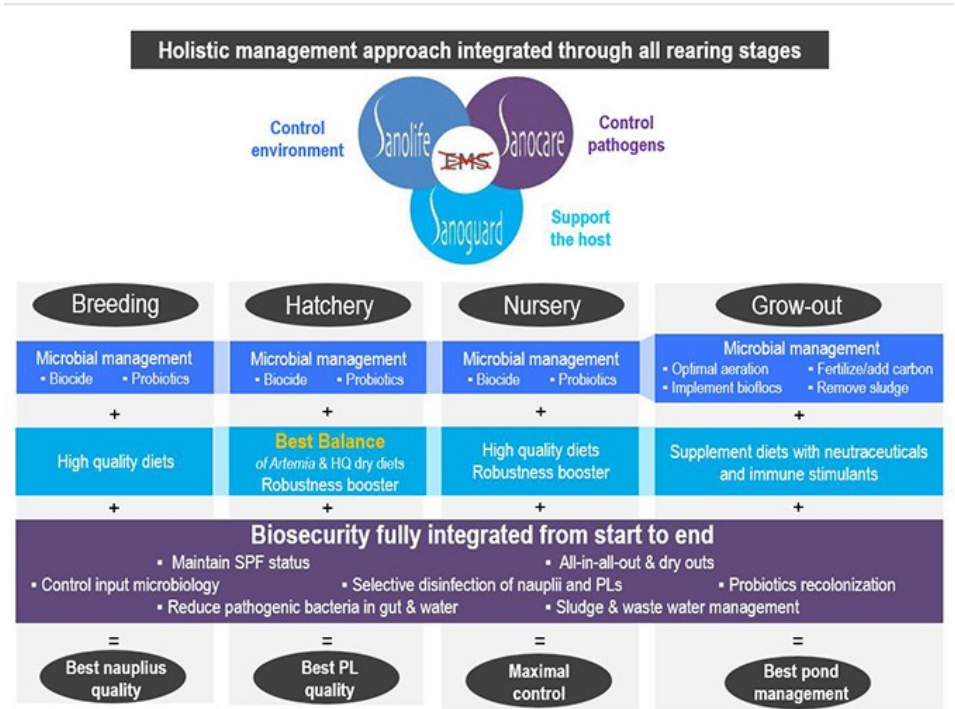 Holistic management approach integrated through all rearing stages
Control
environment
Sanolife
Sanocare
EMS
Control
pathogens
Sanoguard
Support
the host
Breeding
Hatchery
Nursery
Grow-out
Microbial management
▪ Biocide ▪ Probiotics
Microbial management
▪ Biocide ▪ Probiotics
Microbial management
▪ Biocide ▪ Probiotics
Microbial management
▪ Optimal aeration ▪ Fertilize/add carbon
▪ Implement bioflocs ▪ Remove sludge
+ + + +
High quality diets
Best Balance
of Artemia & HQ dry diets
Robustness booster
High quality diets
Robustness booster
Supplement diets with neutraceuticals
and immune stimulants
+ + + +
Biosecurity fully integrated from start to end
▪ Maintain SPF status ▪ All-in-all-out & dry outs
▪ Control input microbiology ▪ Selective disinfection of nauplii and PLs ▪ Probiotics recolonization
▪ Reduce pathogenic bacteria in gut & water ▪ Sludge & waste water management
= = = =
Best nauplius
quality
Best PL
quality
Maximal
control
Best pond
management